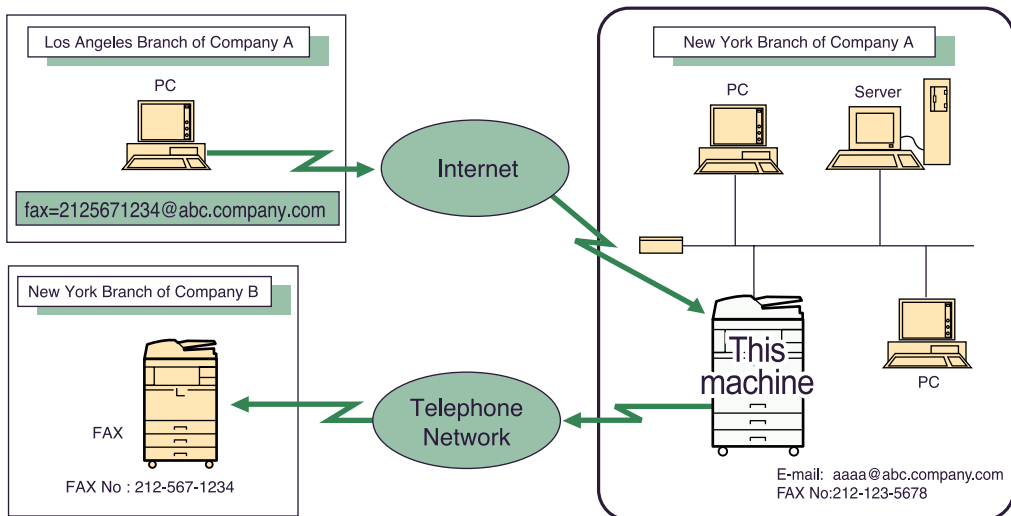 Los Angeles Branch of Company A
PC
fax=2125671234@abc.company.com
Internet
New York Branch of Company A
PC
Server
PC
This
machine
E-mail: aaaa@abc.company.com
FAX No:212-123-5678
New York Branch of Company B
FAX
FAX No : 212-567-1234
Telephone
Network